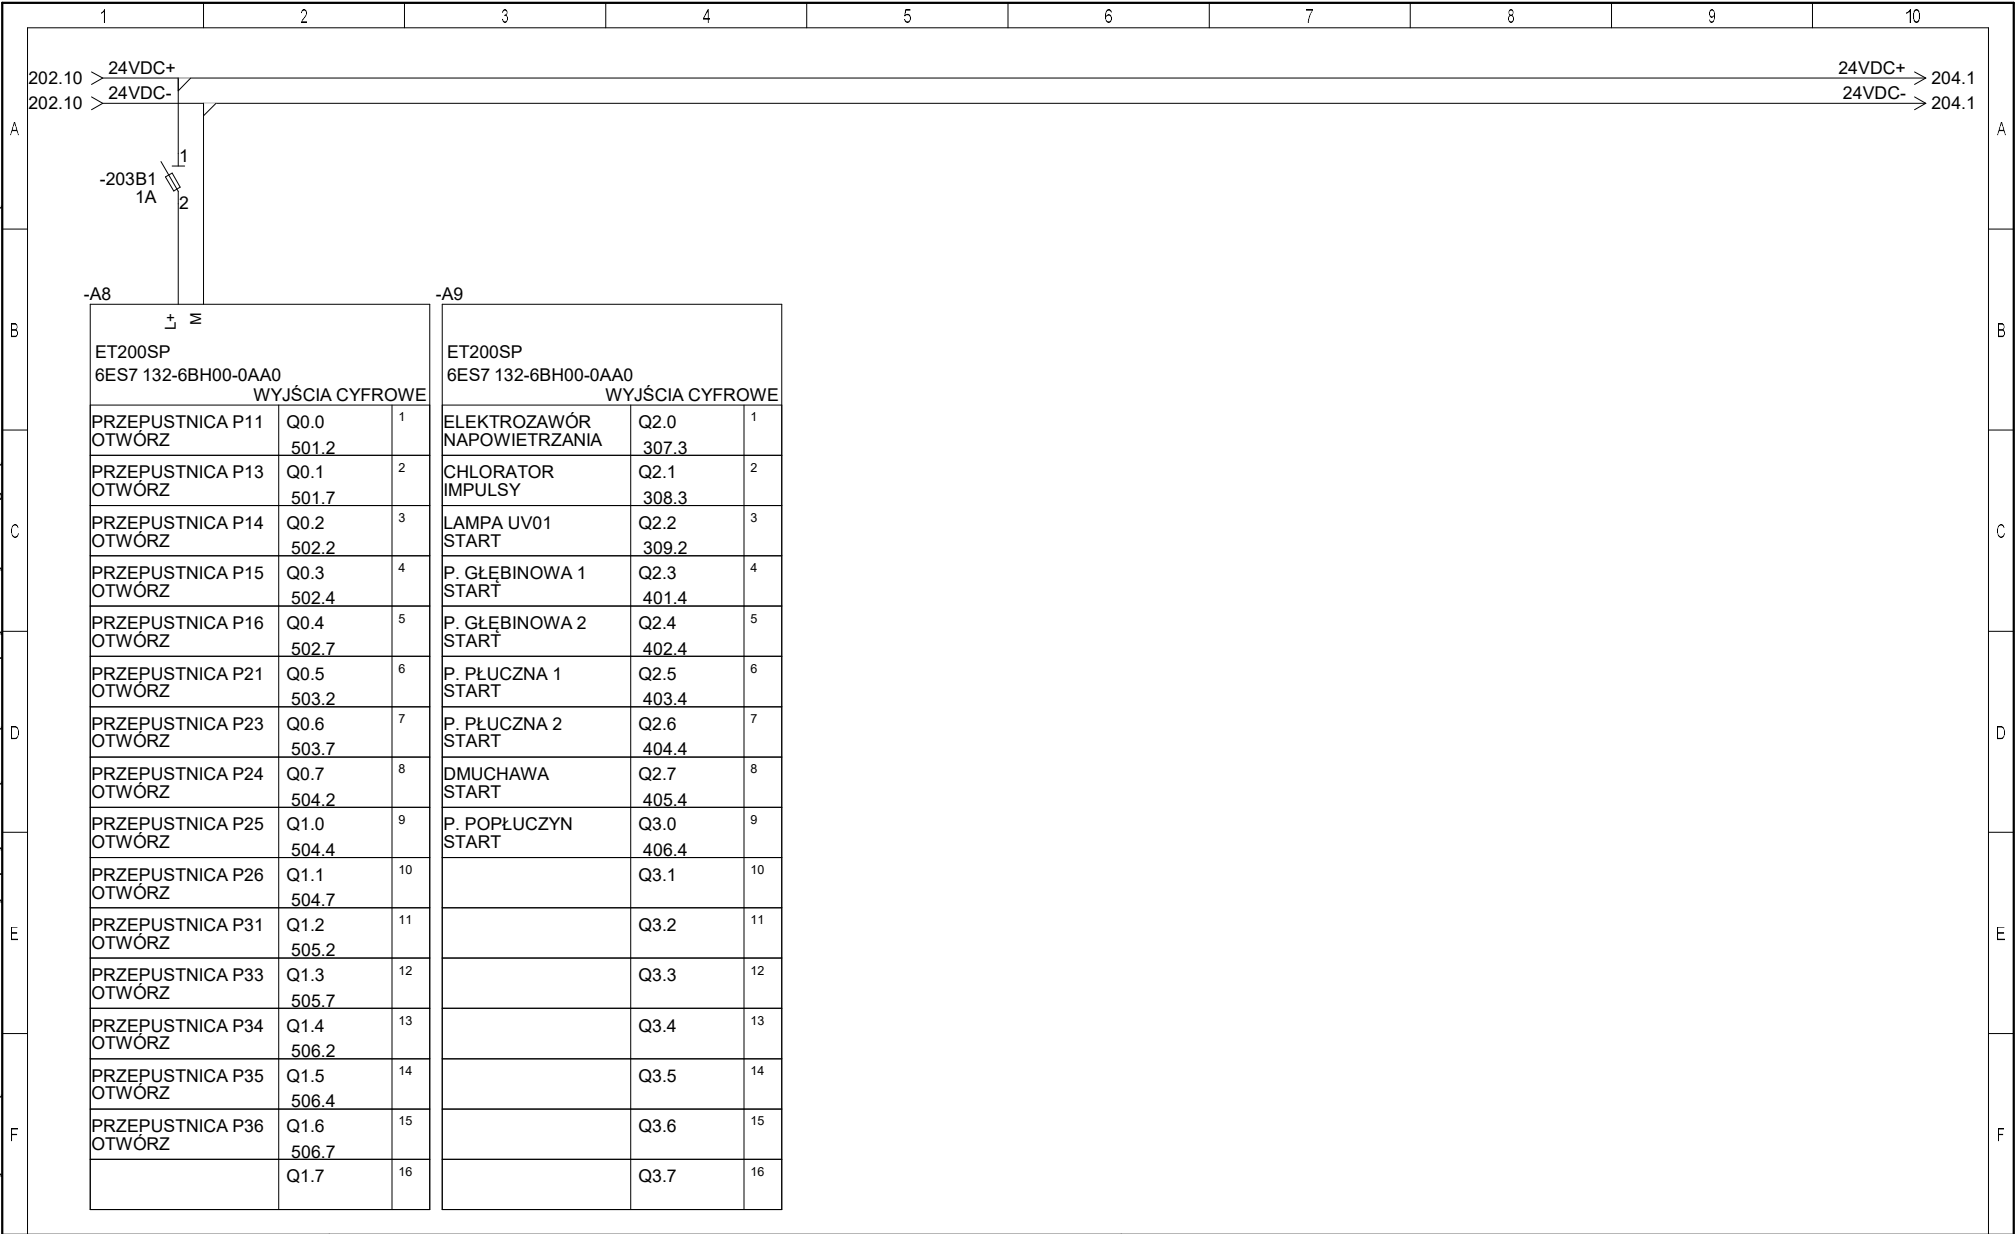 1 2 3 4 5 6 7 8 9 10
24VDC+ 24VDC+
202.10 204.1
24VDC- 24VDC-
202.10 204.1
A A
1
-203B1
1A 2
-A8 -A9
L+ M
B B
ET200SP
6ES7 132-6BH00-0AA0
WYJŚCIA CYFROWE
PRZEPUSTNICA P11 Q0.0 1
OTWÓRZ 501.2
PRZEPUSTNICA P13 Q0.1 2
OTWÓRZ 501.7
PRZEPUSTNICA P14 Q0.2 3
OTWÓRZ 502.2
PRZEPUSTNICA P15 Q0.3 4
OTWÓRZ 502.4
PRZEPUSTNICA P16 Q0.4 5
OTWÓRZ 502.7
PRZEPUSTNICA P21 Q0.5 6
OTWÓRZ 503.2
PRZEPUSTNICA P23 Q0.6 7
OTWÓRZ 503.7
PRZEPUSTNICA P24 Q0.7 8
OTWÓRZ 504.2
PRZEPUSTNICA P25 Q1.0 9
OTWÓRZ 504.4
PRZEPUSTNICA P26 Q1.1 10
OTWÓRZ 504.7
PRZEPUSTNICA P31 Q1.2 11
OTWÓRZ 505.2
PRZEPUSTNICA P33 Q1.3 12
OTWÓRZ 505.7
PRZEPUSTNICA P34 Q1.4 13
OTWÓRZ 506.2
PRZEPUSTNICA P35 Q1.5 14
OTWÓRZ 506.4
PRZEPUSTNICA P36 Q1.6 15
OTWÓRZ 506.7
Q1.7 16
ET200SP
6ES7 132-6BH00-0AA0
WYJŚCIA CYFROWE
ELEKTROZAWÓR Q2.0 1
NAPOWIETRZANIA 307.3
CHLORATOR Q2.1 2
IMPULSY 308.3
LAMPA UV01 Q2.2 3
START 309.2
P. GŁĘBINOWA 1 Q2.3 4
START 401.4
P. GŁĘBINOWA 2 Q2.4 5
START 402.4
P. PŁUCZNA 1 Q2.5 6
START 403.4
P. PŁUCZNA 2 Q2.6 7
START 404.4
DMUCHAWA Q2.7 8
START 405.4
P. POPŁUCZYN Q3.0 9
START 406.4
Q3.1 10
Q3.2 11
Q3.3 12
Q3.4 13
Q3.5 14
Q3.6 15
Q3.7 16
C C
D D
E E
F F